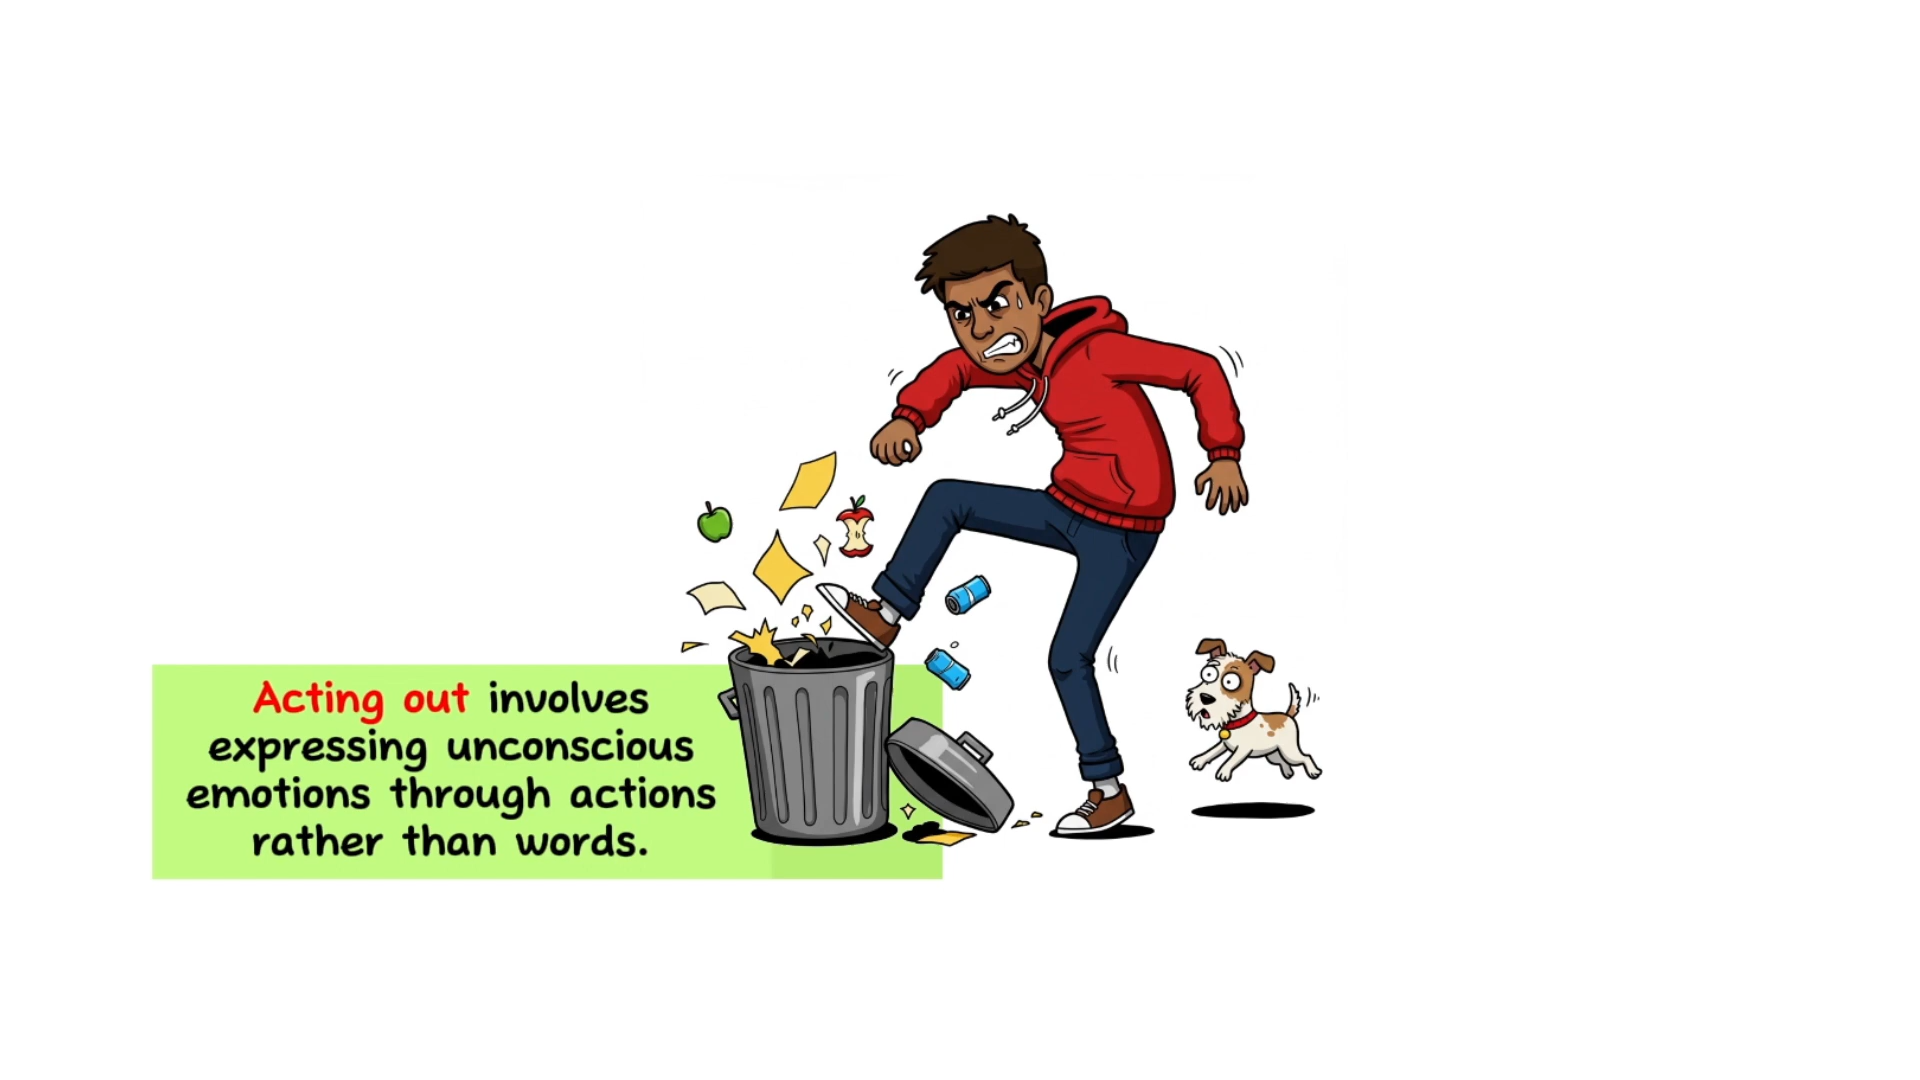 Acting out involves
expressing unconscious
emotions through actions
rather than words.